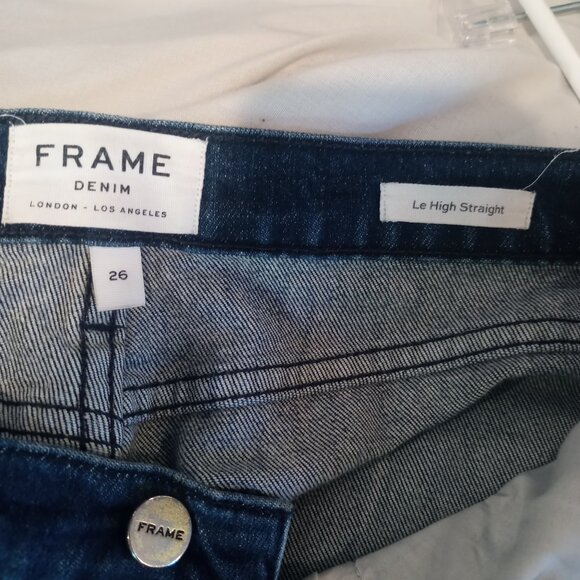 FRAME
DENIM
LONDON - LOS ANGELES
Le High Straight
26
FRAME